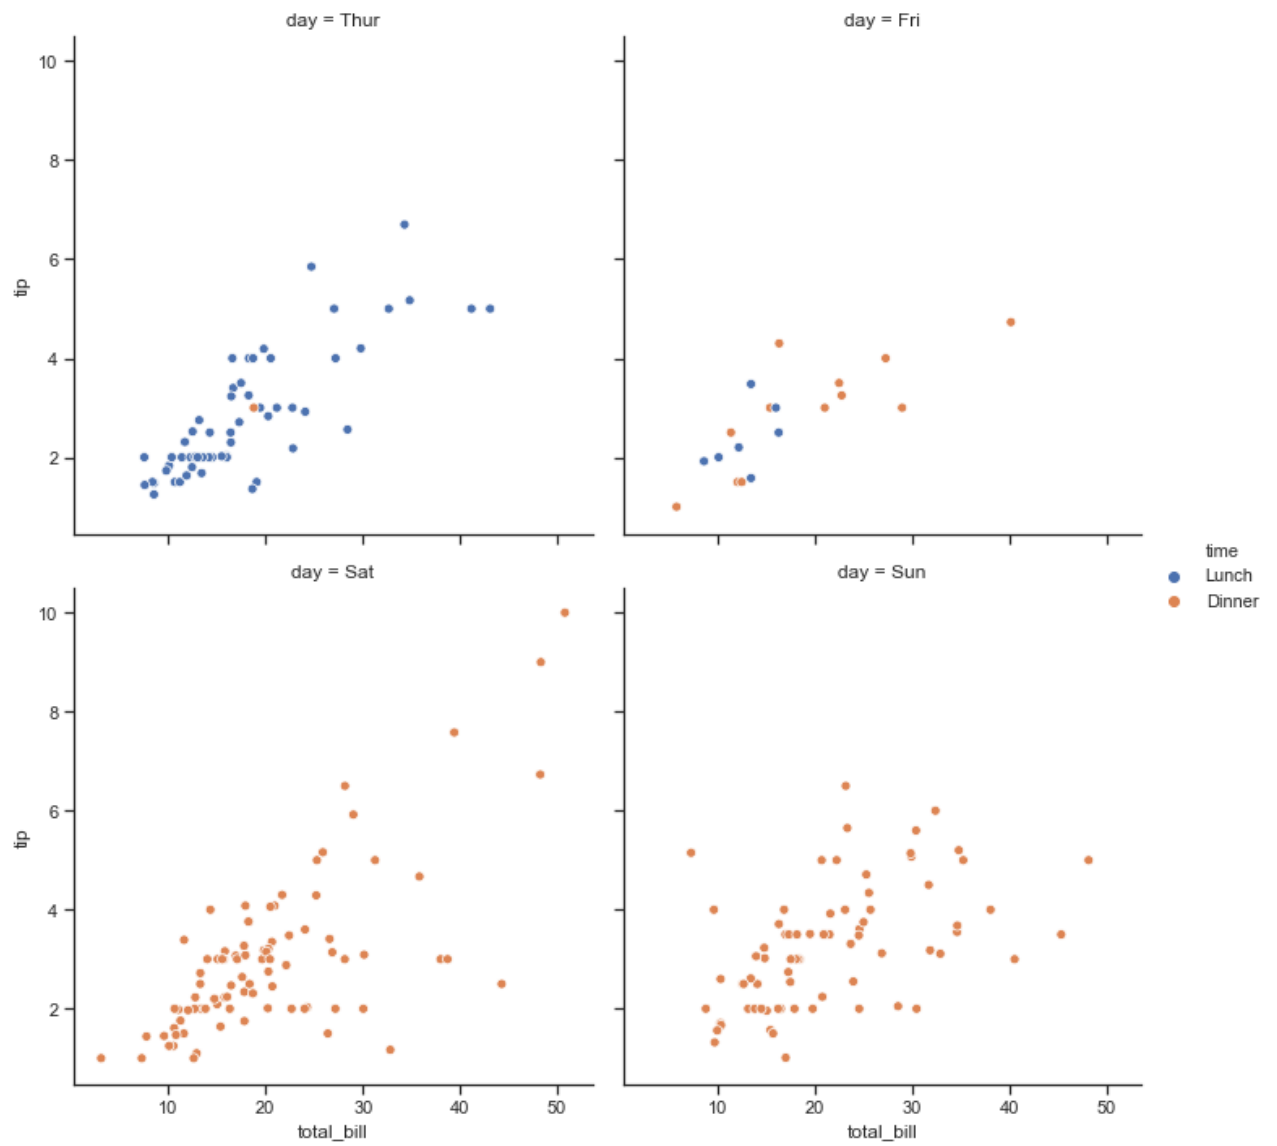 day = Thur
day = Fri
10
8
6
4
2
tip
day = Sat
day = Sun
10
8
6
4
2
tip
10 20 30 40 50
10 20 30 40 50
total_bill
total_bill
time
Lunch
Dinner